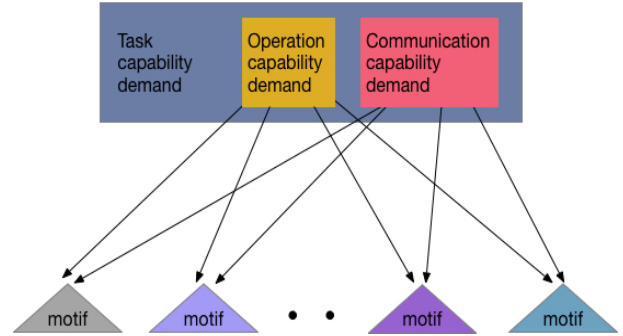 Task
capability
demand
Operation
capability
demand
Communication
capability
demand
motif
motif
motif
motif